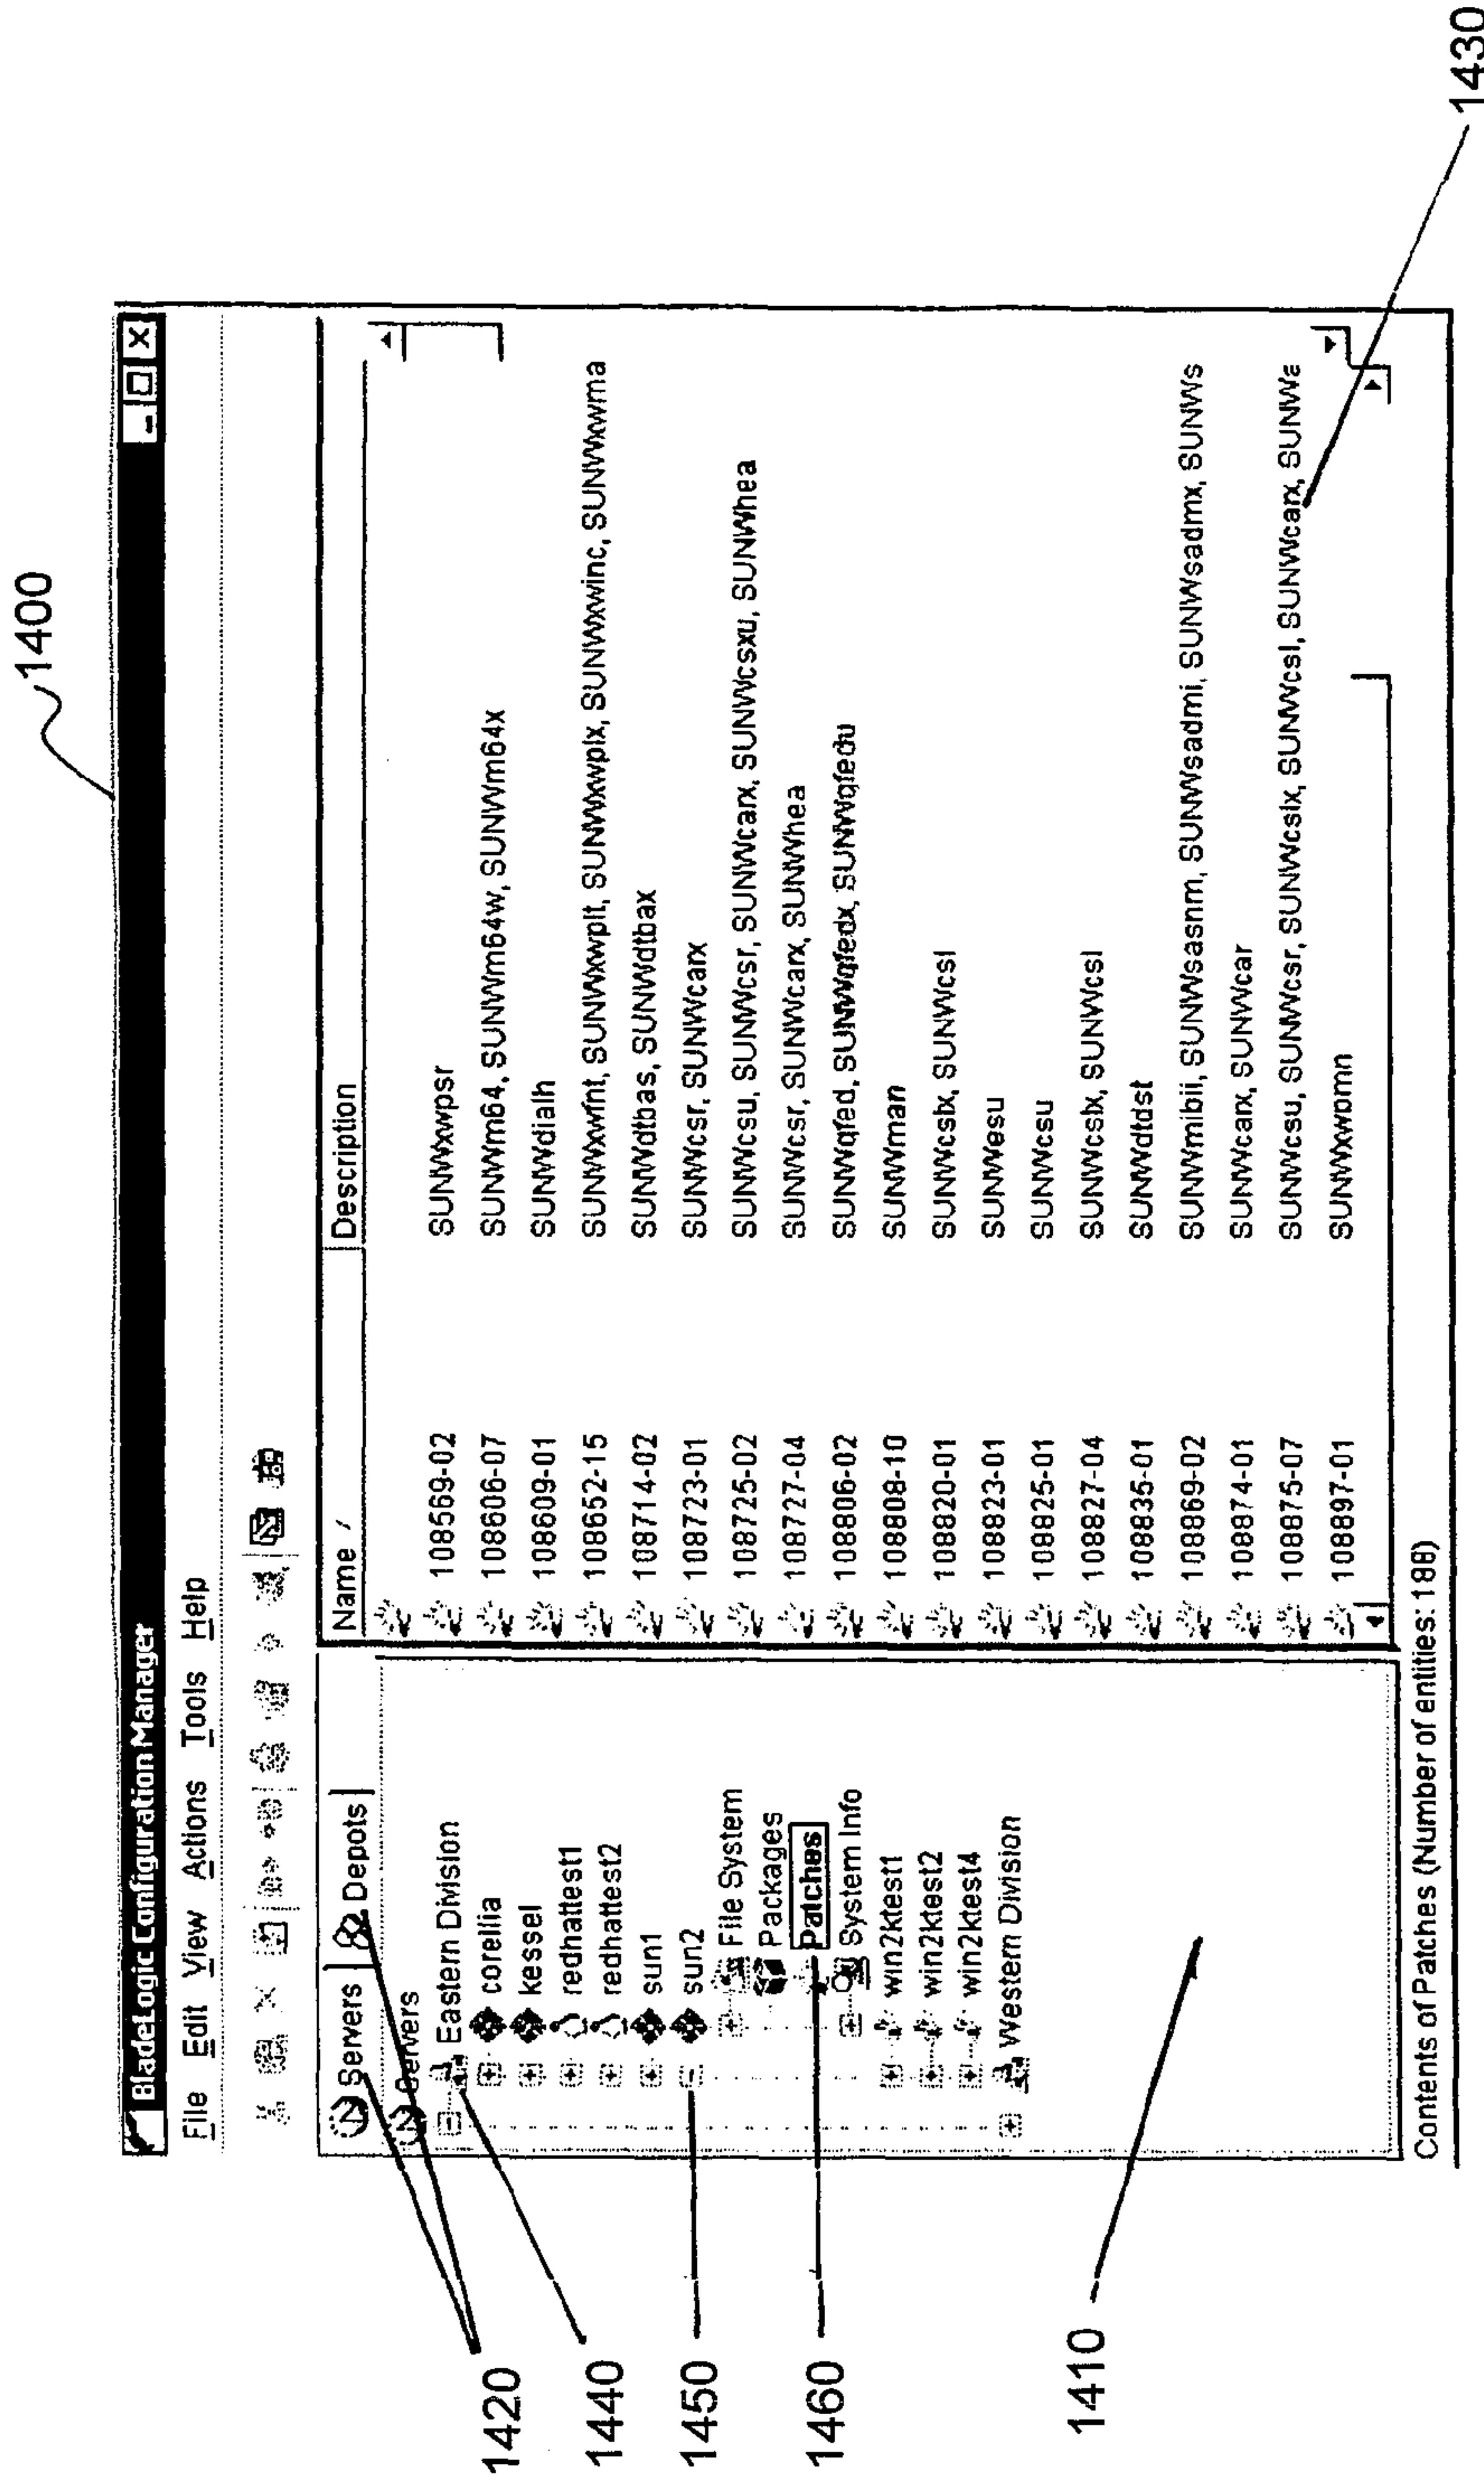 1400
BladeLogic Configuration Manager
File Edit View Actions Tools Help
Servers Depots
Servers
Eastern Division
corellia
kessel
redhattest1
redhattest2
sun1
sun2
File System
Packages
Patches
System Info
win2ktest1
win2ktest2
win2ktest4
Western Division
Name / Description
108569-02 SUNWxwpsr
108606-07 SUNWm64, SUNWm64w, SUNWm64x
108609-01 SUNWdialh
108652-15 SUNWxwfnt, SUNWxwplt, SUNWxwplx, SUNWxwinc, SUNWxwma
108714-02 SUNWdtbas, SUNWdtbax
108723-01 SUNWcsr, SUNWcarx
108725-02 SUNWcsu, SUNWcsr, SUNWcarx, SUNWcsxu, SUNWhea
108727-04 SUNWcsr, SUNWcarx, SUNWhea
108806-02 SUNWqfed, SUNWqfedx, SUNWqfedu
108808-10 SUNWman
108820-01 SUNWcslx, SUNWcsl
108823-01 SUNWesu
108825-01 SUNWcsu
108827-04 SUNWcslx, SUNWcsl
108835-01 SUNWdtdst
108869-02 SUNWmibii, SUNWsasnm, SUNWsadmi, SUNWsadmx, SUNWs
108874-01 SUNWcarx, SUNWcar
108875-07 SUNWcsu, SUNWcsr, SUNWcslx, SUNWcsl, SUNWcarx, SUNWa
108897-01 SUNWxwpmn
Contents of Patches (Number of entities: 188)
1420
1440
1450
1460
1410
1430